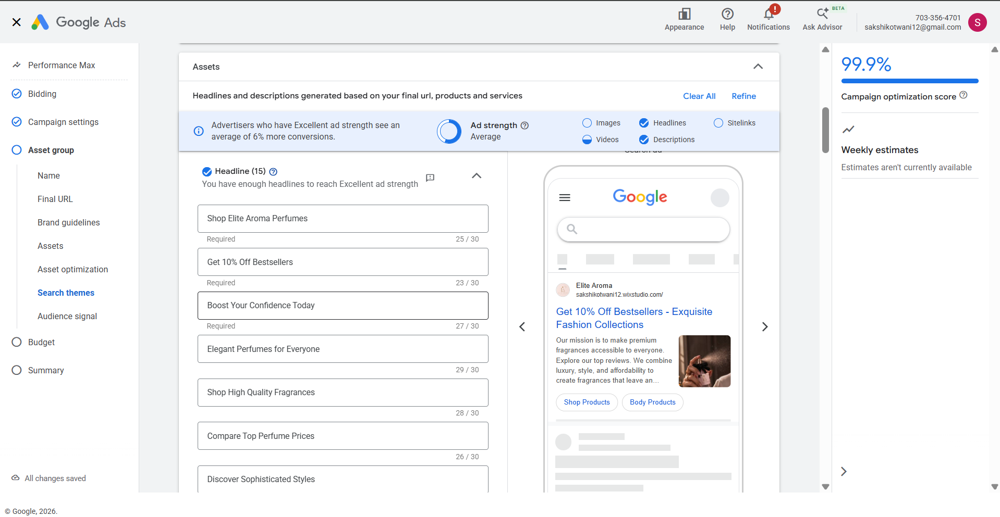 Google Ads
Appearance
Help
Notifications
Ask Advisor
BETA
703-356-4701
sakshikotwani12@gmail.com
S
Performance Max
Bidding
Campaign settings
Asset group
Name
Final URL
Brand guidelines
Assets
Asset optimization
Search themes
Audience signal
Budget
Summary
All changes saved
Assets
Headlines and descriptions generated based on your final url, products and services
Clear All
Refine
Advertisers who have Excellent ad strength see an
average of 6% more conversions.
Ad strength
Average
Images
Headlines
Sitelinks
Videos
Descriptions
Headline (15)
You have enough headlines to reach Excellent ad strength
Shop Elite Aroma Perfumes
Required
25 / 30
Get 10% Off Bestsellers
Required
23 / 30
Boost Your Confidence Today
Required
27 / 30
Elegant Perfumes for Everyone
29 / 30
Shop High Quality Fragrances
28 / 30
Compare Top Perfume Prices
26 / 30
Discover Sophisticated Styles
Search ad
Google
Elite Aroma
sakshikotwani12.wixstudio.com/
Get 10% Off Bestsellers - Exquisite
Fashion Collections
Our mission is to make premium
fragrances accessible to everyone.
Explore our top reviews. We combine
luxury, style, and affordability to
create fragrances that leave an...
Shop Products
Body Products
99.9%
Campaign optimization score
Weekly estimates
Estimates aren't currently available
© Google, 2026.